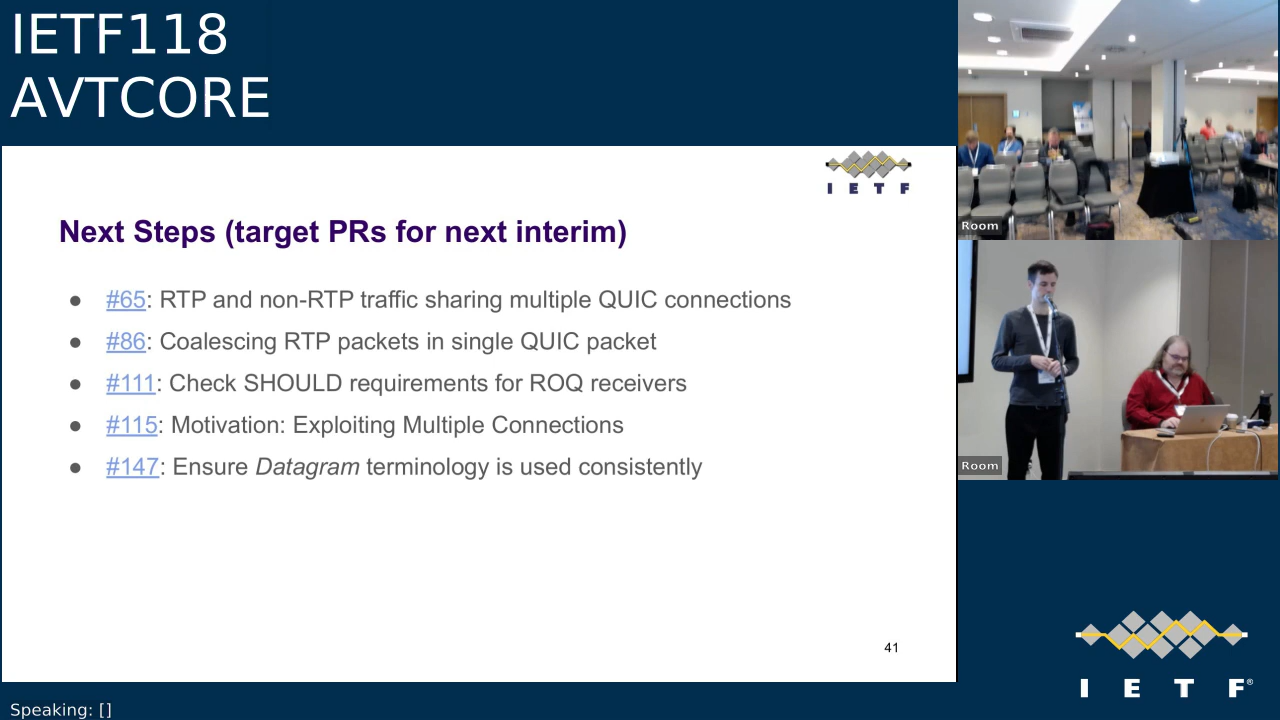 IETF118
AVTCORE
I E T F
Next Steps (target PRs for next interim)
● #65: RTP and non-RTP traffic sharing multiple QUIC connections
● #86: Coalescing RTP packets in single QUIC packet
● #111: Check SHOULD requirements for ROQ receivers
● #115: Motivation: Exploiting Multiple Connections
● #147: Ensure Datagram terminology is used consistently
41
Room
Room
I E T F®
Speaking: []